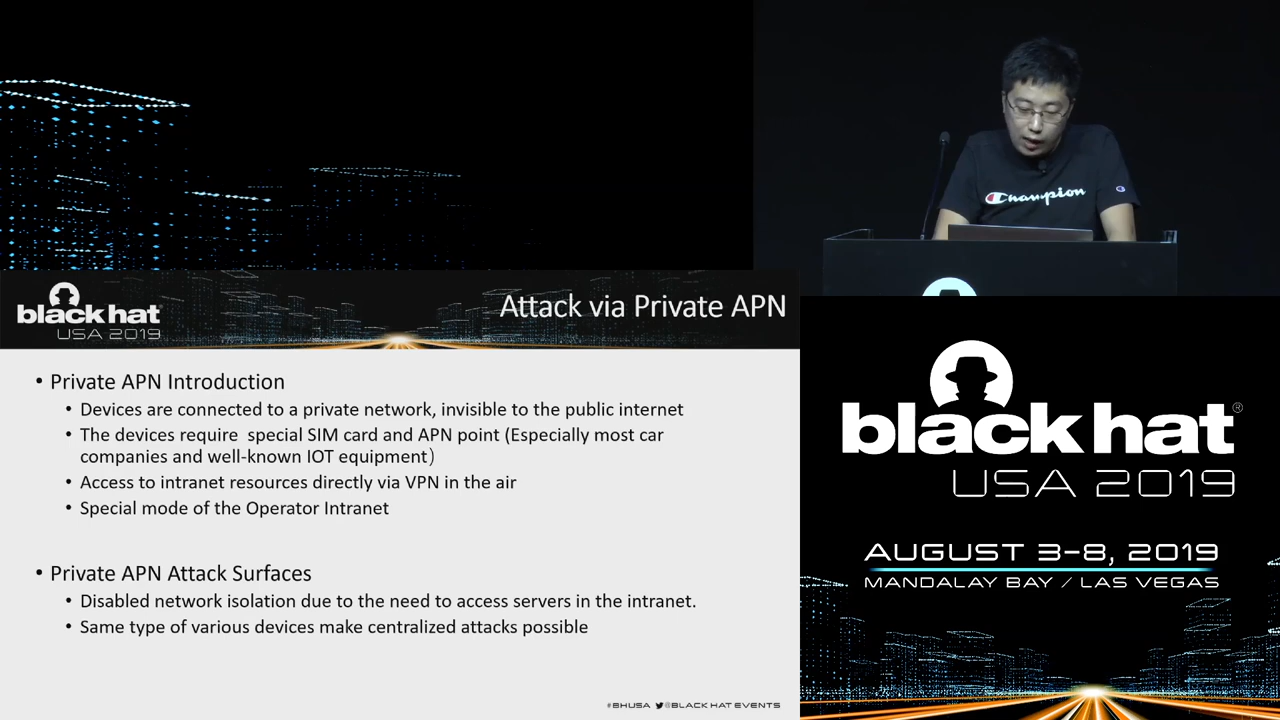 Champion
black hat
USA 2019
Attack via Private APN
• Private APN Introduction
• Devices are connected to a private network, invisible to the public internet
• The devices require  special SIM card and APN point (Especially most car
companies and well-known IOT equipment）
• Access to intranet resources directly via VPN in the air
• Special mode of the Operator Intranet
• Private APN Attack Surfaces
• Disabled network isolation due to the need to access servers in the intranet.
• Same type of various devices make centralized attacks possible
#BHUSA @BLACK HAT EVENTS
black hat®
USA 2019
AUGUST 3-8, 2019
MANDALAY BAY / LAS VEGAS